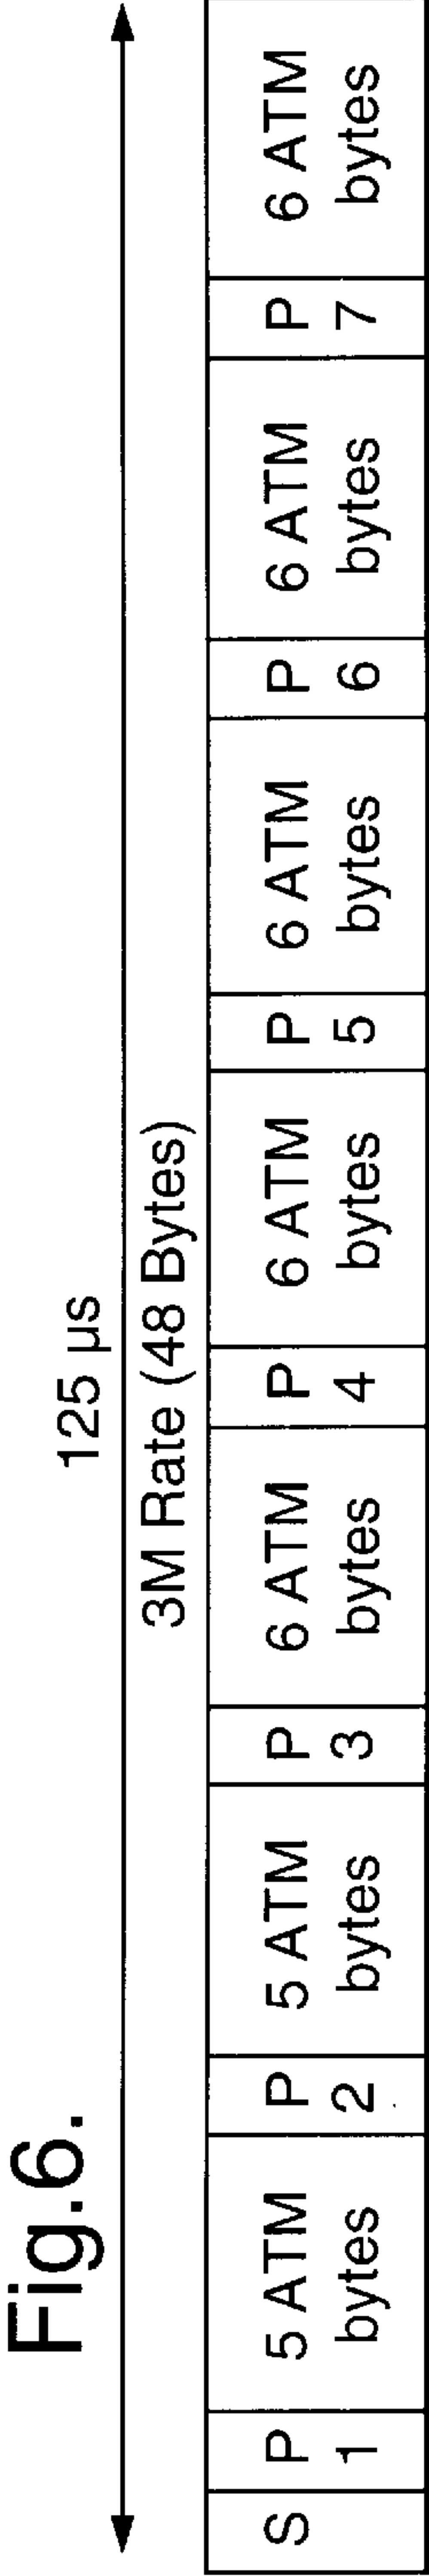 Fig.6.
125 µs
3M Rate (48 Bytes)
S
P
1
5 ATM
bytes
P
2
5 ATM
bytes
P
3
6 ATM
bytes
P
4
6 ATM
bytes
P
5
6 ATM
bytes
P
6
6 ATM
bytes
P
7
6 ATM
bytes